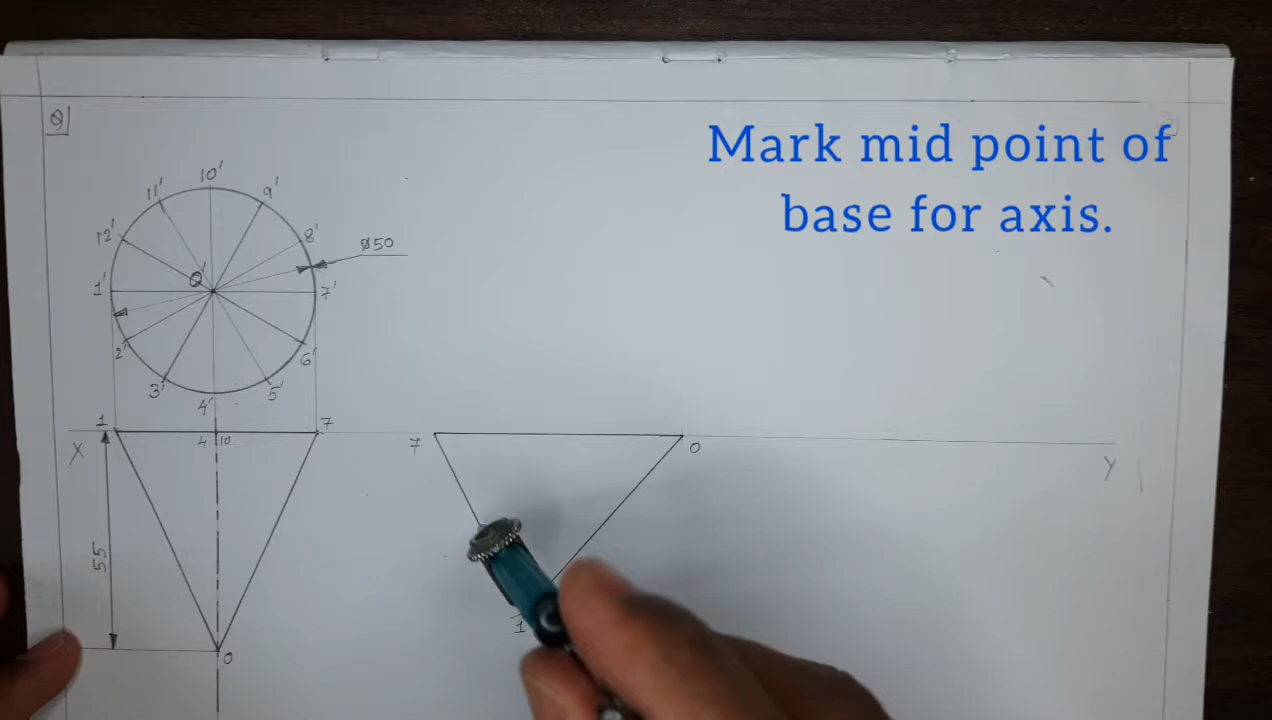 Mark mid point of
base for axis.
Q
10'
11'
9'
12'
8'
Ø50
O'
1'
7'
2'
6'
3'
5'
4'
1
7
X
4 10
7
O
Y
55
1
O